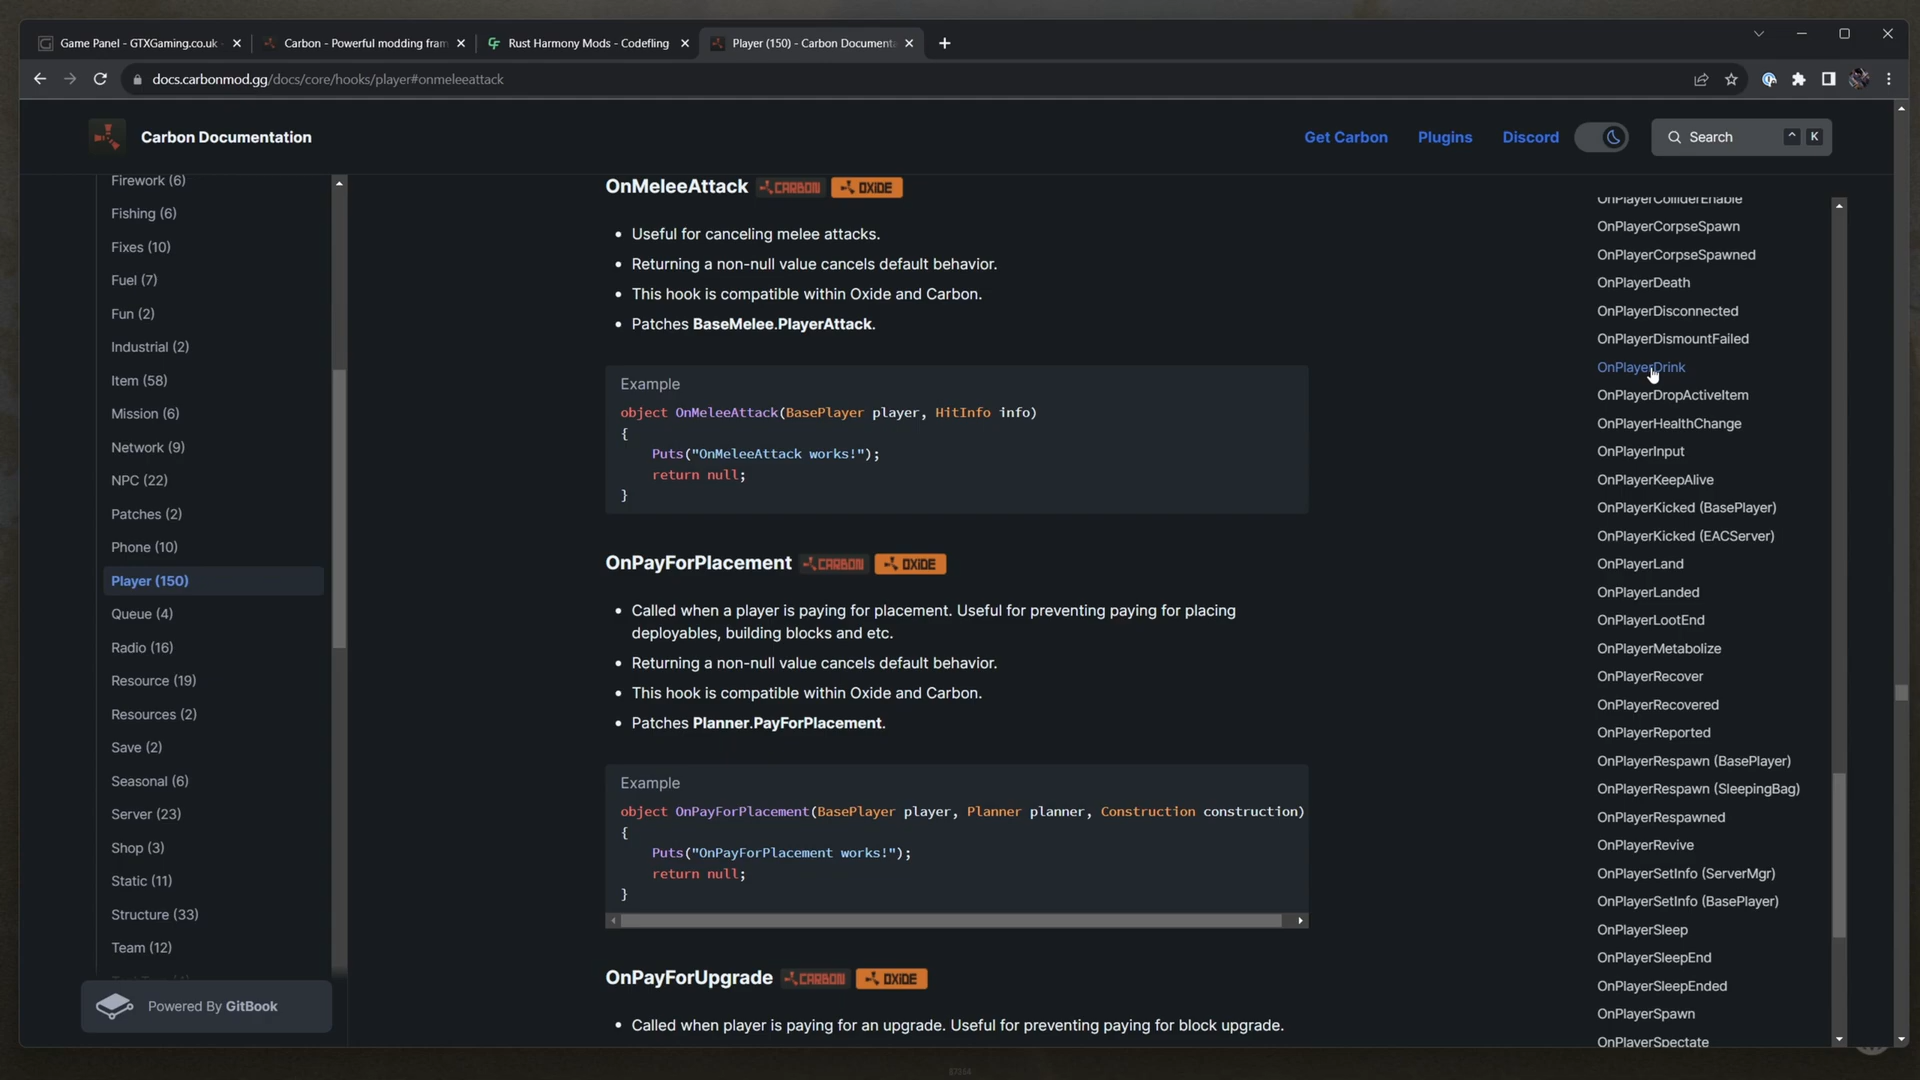 Game Panel - GTXGaming.co.uk
Carbon - Powerful modding fram
Rust Harmony Mods - Codefling
Player (150) - Carbon Documenta
docs.carbonmod.gg/docs/core/hooks/player#onmeleeattack
Carbon Documentation
Get Carbon
Plugins
Discord
Search
^
K
Firework (6)
Fishing (6)
Fixes (10)
Fuel (7)
Fun (2)
Industrial (2)
Item (58)
Mission (6)
Network (9)
NPC (22)
Patches (2)
Phone (10)
Player (150)
Queue (4)
Radio (16)
Resource (19)
Resources (2)
Save (2)
Seasonal (6)
Server (23)
Shop (3)
Static (11)
Structure (33)
Team (12)
Powered By GitBook
OnMeleeAttack CARBON OXIDE
• Useful for canceling melee attacks.
• Returning a non-null value cancels default behavior.
• This hook is compatible within Oxide and Carbon.
• Patches BaseMelee.PlayerAttack.
Example
object OnMeleeAttack(BasePlayer player, HitInfo info)
{
Puts("OnMeleeAttack works!");
return null;
}
OnPayForPlacement CARBON OXIDE
• Called when a player is paying for placement. Useful for preventing paying for placing
deployables, building blocks and etc.
• Returning a non-null value cancels default behavior.
• This hook is compatible within Oxide and Carbon.
• Patches Planner.PayForPlacement.
Example
object OnPayForPlacement(BasePlayer player, Planner planner, Construction construction)
{
Puts("OnPayForPlacement works!");
return null;
}
OnPayForUpgrade CARBON OXIDE
• Called when player is paying for an upgrade. Useful for preventing paying for block upgrade.
OnPlayerColliderEnable
OnPlayerCorpseSpawn
OnPlayerCorpseSpawned
OnPlayerDeath
OnPlayerDisconnected
OnPlayerDismountFailed
OnPlayerDrink
OnPlayerDropActiveItem
OnPlayerHealthChange
OnPlayerInput
OnPlayerKeepAlive
OnPlayerKicked (BasePlayer)
OnPlayerKicked (EACServer)
OnPlayerLand
OnPlayerLanded
OnPlayerLootEnd
OnPlayerMetabolize
OnPlayerRecover
OnPlayerRecovered
OnPlayerReported
OnPlayerRespawn (BasePlayer)
OnPlayerRespawn (SleepingBag)
OnPlayerRespawned
OnPlayerRevive
OnPlayerSetInfo (ServerMgr)
OnPlayerSetInfo (BasePlayer)
OnPlayerSleep
OnPlayerSleepEnd
OnPlayerSleepEnded
OnPlayerSpawn
OnPlayerSpectate